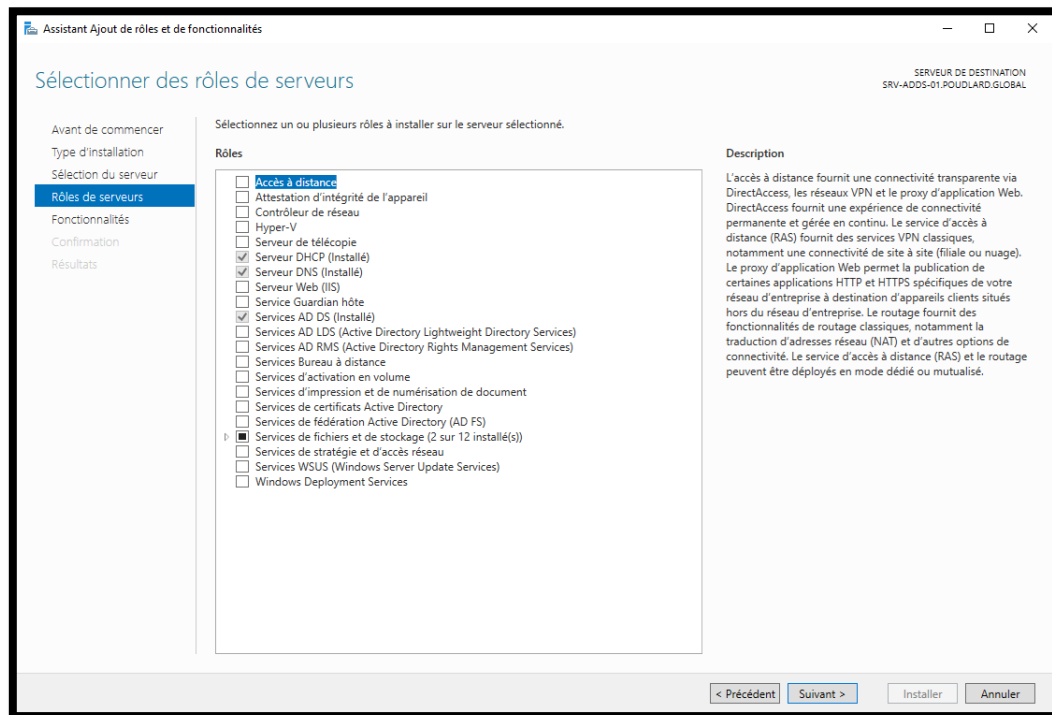 Assistant Ajout de rôles et de fonctionnalités
Sélectionner des rôles de serveurs
SERVEUR DE DESTINATION
SRV-ADDS-01.POUDLARD.GLOBAL
Avant de commencer
Type d'installation
Sélection du serveur
Rôles de serveurs
Fonctionnalités
Confirmation
Résultats
Sélectionnez un ou plusieurs rôles à installer sur le serveur sélectionné.
Rôles
Accès à distance
Attestation d'intégrité de l'appareil
Contrôleur de réseau
Hyper-V
Serveur de télécopie
Serveur DHCP (Installé)
Serveur DNS (Installé)
Serveur Web (IIS)
Service Guardian hôte
Services AD DS (Installé)
Services AD LDS (Active Directory Lightweight Directory Services)
Services AD RMS (Active Directory Rights Management Services)
Services Bureau à distance
Services d'activation en volume
Services d'impression et de numérisation de document
Services de certificats Active Directory
Services de fédération Active Directory (AD FS)
Services de fichiers et de stockage (2 sur 12 installé(s))
Services de stratégie et d'accès réseau
Services WSUS (Windows Server Update Services)
Windows Deployment Services
Description
L'accès à distance fournit une connectivité transparente via
DirectAccess, les réseaux VPN et le proxy d'application Web.
DirectAccess fournit une expérience de connectivité
permanente et gérée en continu. Le service d'accès à
distance (RAS) fournit des services VPN classiques,
notamment une connectivité de site à site (filiale ou nuage).
Le proxy d'application Web permet la publication de
certaines applications HTTP et HTTPS spécifiques de votre
réseau d'entreprise à destination d'appareils clients situés
hors du réseau d'entreprise. Le routage fournit des
fonctionnalités de routage classiques, notamment la
traduction d'adresses réseau (NAT) et d'autres options de
connectivité. Le service d'accès à distance (RAS) et le routage
peuvent être déployés en mode dédié ou mutualisé.
< Précédent
Suivant >
Installer
Annuler